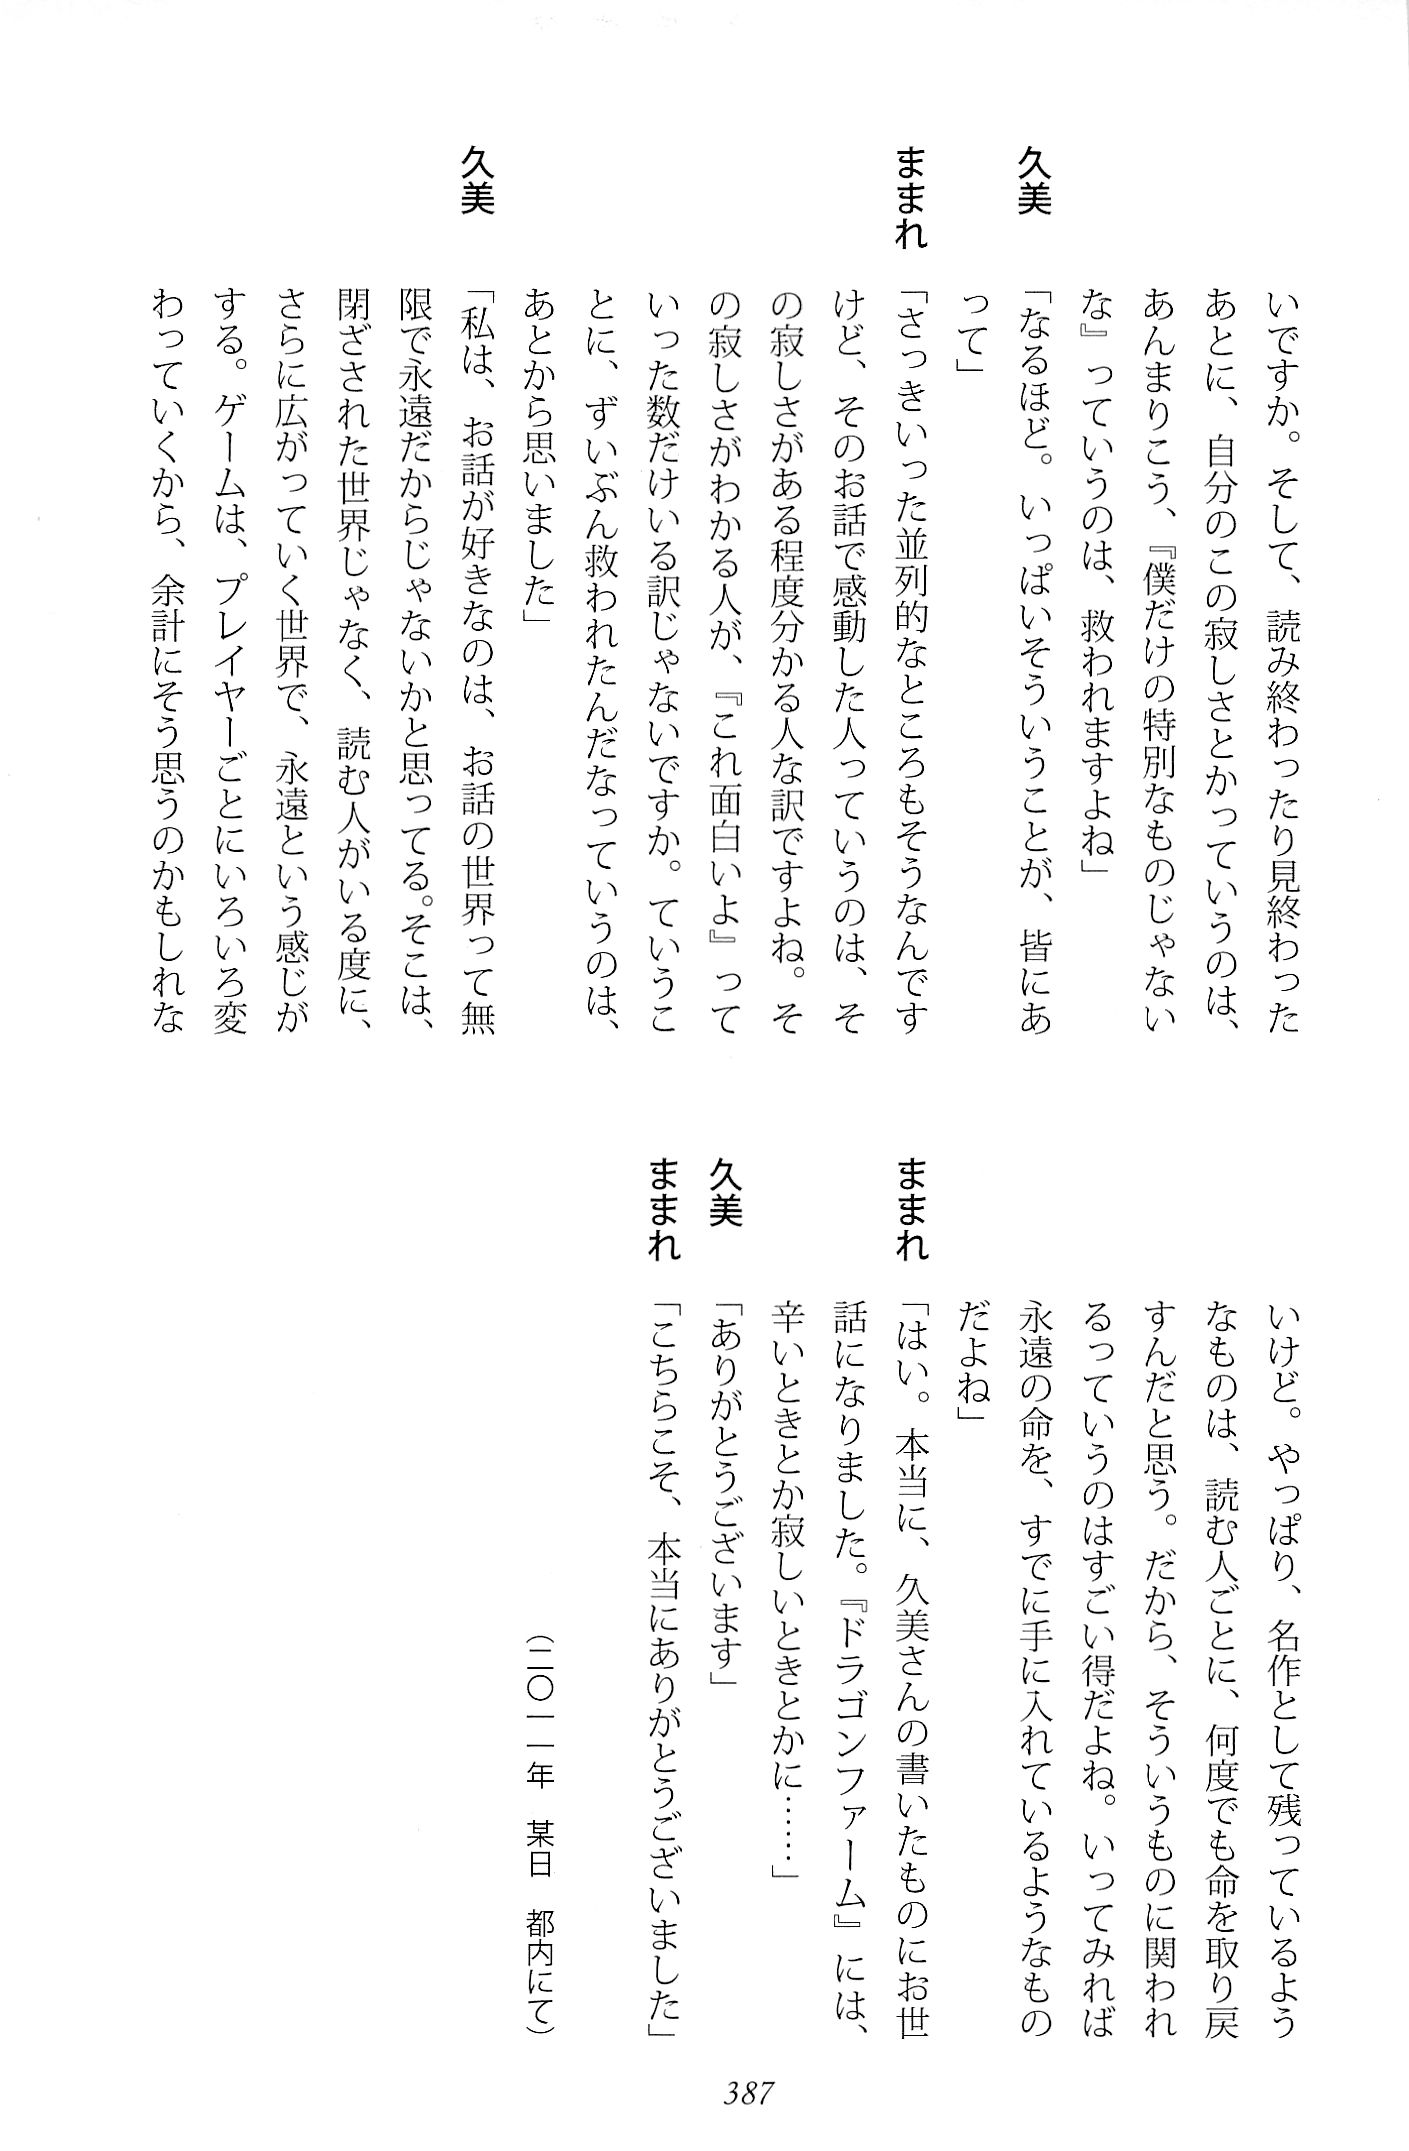 いですか。そして、読み終わったり見終わった
あとに、自分のこの寂しさとかっていうのは、
あんまりこう、『僕だけの特別なものじゃない
な』っていうのは、救われますよね」
久美　「なるほど。いっぱいそういうことが、皆にあ
って」
ままれ　「さっきいった並列的なところもそうなんです
けど、そのお話で感動した人っていうのは、そ
の寂しさがある程度分かる人な訳ですよね。そ
の寂しさがわかる人が、『これ面白いよ』って
いった数だけいる訳じゃないですか。ていうこ
とに、ずいぶん救われたんだなっていうのは、
あとから思いました」
久美　「私は、お話が好きなのは、お話の世界って無
限で永遠だからじゃないかと思ってる。そこは、
閉ざされた世界じゃなく、読む人がいる度に、
さらに広がっていく世界で、永遠という感じが
する。ゲームは、プレイヤーごとにいろいろ変
わっていくから、余計にそう思うのかもしれな
いけど。やっぱり、名作として残っているよう
なものは、読む人ごとに、何度でも命を取り戻
すんだと思う。だから、そういうものに関われ
るっていうのはすごい得だよね。いってみれば
永遠の命を、すでに手に入れているようなもの
だよね」
ままれ　「はい。本当に、久美さんの書いたものにお世
話になりました。『ドラゴンファーム』には、
辛いときとか寂しいときとかに……」
久美　「ありがとうございます」
ままれ　「こちらこそ、本当にありがとうございました」
（二〇一一年　某日　都内にて）
387